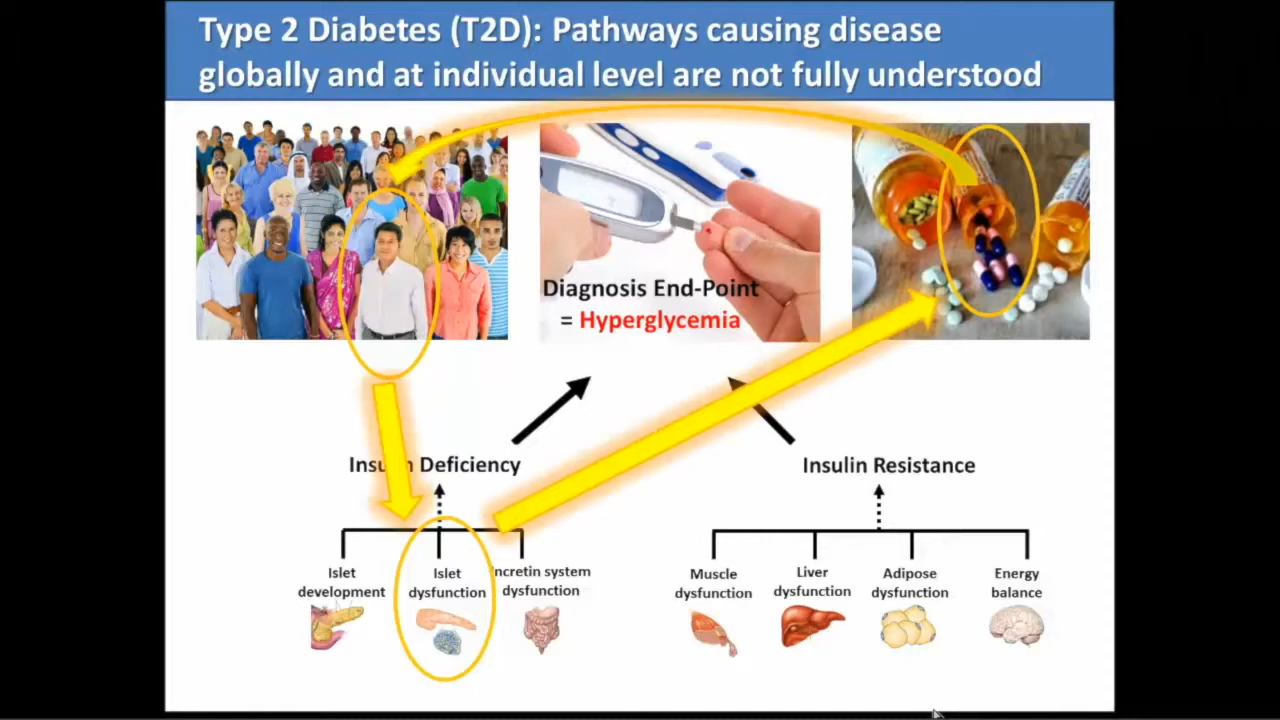 Type 2 Diabetes (T2D): Pathways causing disease
globally and at individual level are not fully understood
Diagnosis End-Point
= Hyperglycemia
Insulin Deficiency
Insulin Resistance
Islet
development
Islet
dysfunction
Incretin system
dysfunction
Muscle
dysfunction
Liver
dysfunction
Adipose
dysfunction
Energy
balance